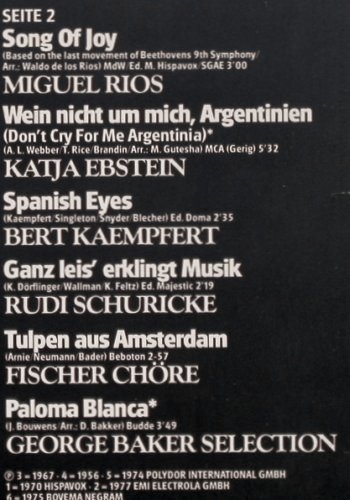 SEITE 2
Song Of Joy
(Based on the last movement of Beethovens 9th Symphony/
Arr.: Waldo de los Rios) MdW/Ed. M. Hispavox/SGAE 3'00
MIGUEL RIOS
Wein nicht um mich, Argentinien
(Don't Cry For Me Argentinia)*
(A. L. Webber/T. Rice/Brandin/Arr.: M. Gutesha) MCA (Gerig) 5'32
KATJA EBSTEIN
Spanish Eyes
(Kaempfert/Singleton/Snyder/Blecher) Ed. Doma 2'35
BERT KAEMPFERT
Ganz leis' erklingt Musik
(K. Dörflinger/Wallman K. Feltz) Ed. Majestic 2'19
RUDI SCHURICKE
Tulpen aus Amsterdam
(Arnie/Neumann/Bader) Beboton 2-57
FISCHER CHÖRE
Paloma Blanca*
(J. Bouwens/Arr.: D. Bakker) Budde 3'49
GEORGE BAKER SELECTION
Ⓟ 3 = 1967 · 4 = 1956 · 5 = 1974 POLYDOR INTERNATIONAL GMBH
1 = 1970 HISPAVOX · 2 = 1977 EMI ELECTROLA GMBH
6 = 1975 BOVEMA NEGRAM